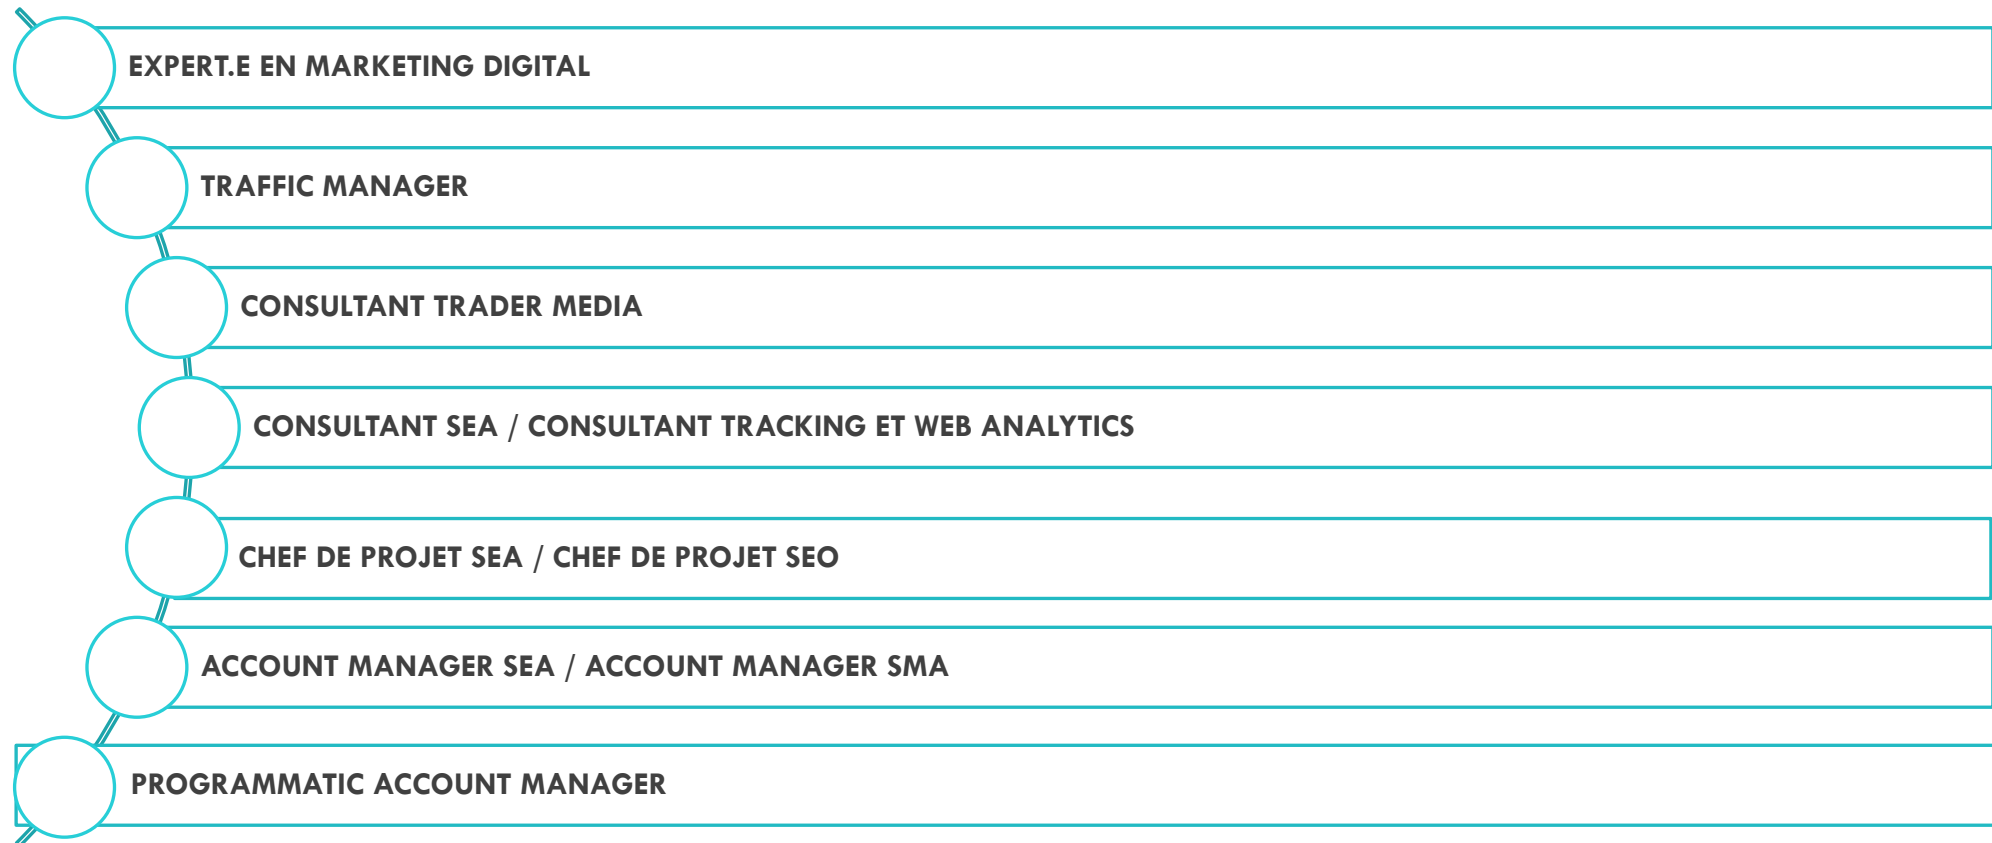 EXPERT.E EN MARKETING DIGITAL
TRAFFIC MANAGER
CONSULTANT TRADER MEDIA
CONSULTANT SEA / CONSULTANT TRACKING ET WEB ANALYTICS
CHEF DE PROJET SEA / CHEF DE PROJET SEO
ACCOUNT MANAGER SEA / ACCOUNT MANAGER SMA
PROGRAMMATIC ACCOUNT MANAGER